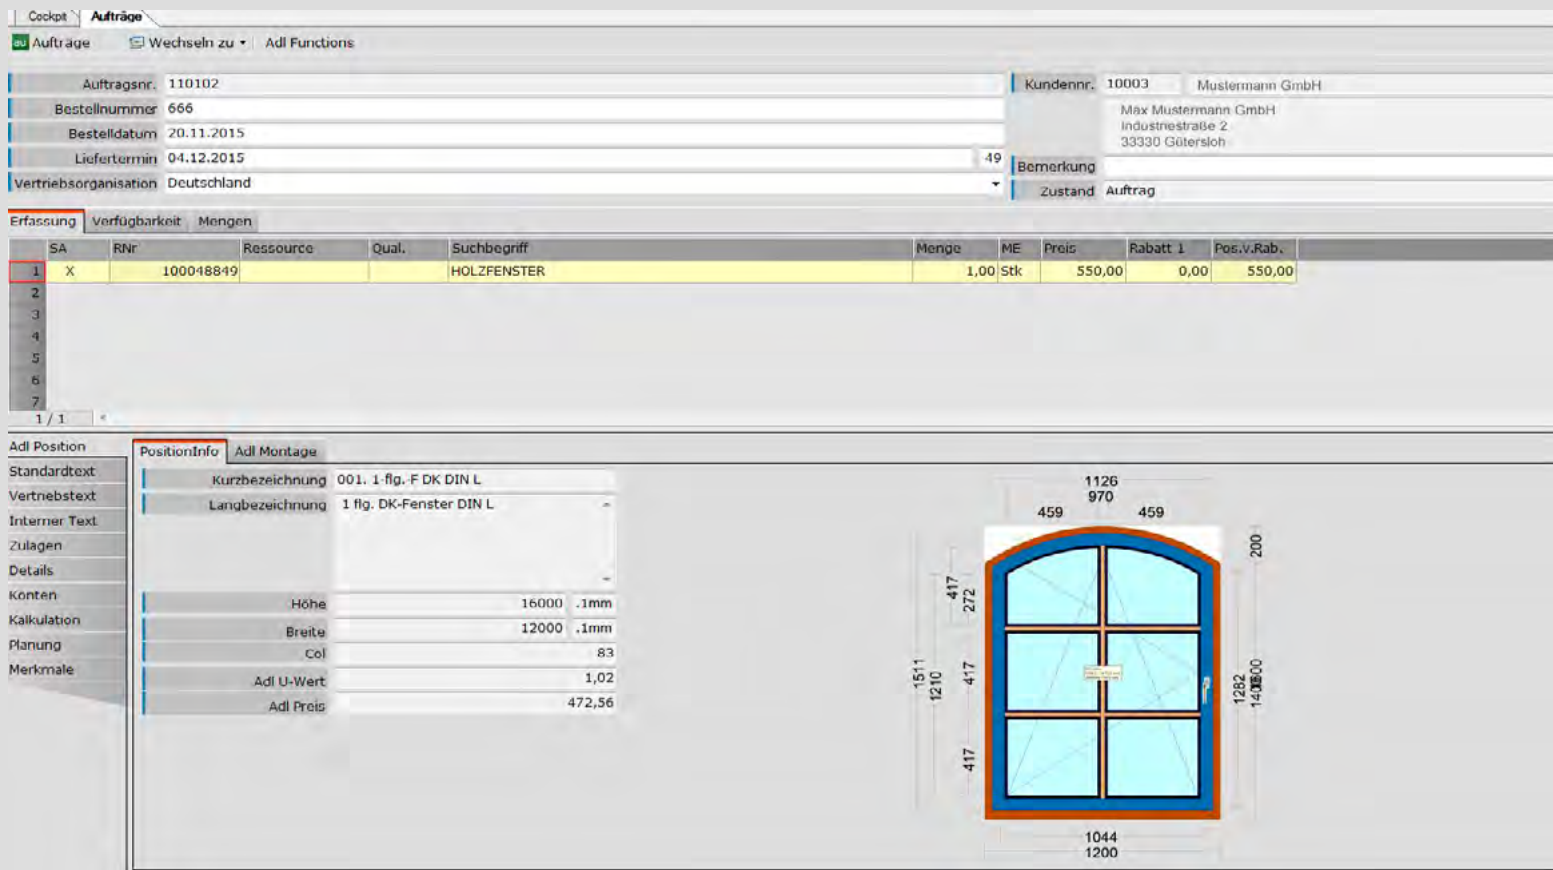 Cockpit Aufträge
au Aufträge Wechseln zu Adl Functions
Auftragsnr. 110102 Kundennr. 10003 Mustermann GmbH
Bestellnummer 666 Max Mustermann GmbH
Industriestraße 2
Bestelldatum 20.11.2015
33330 Gütersloh
Liefertermin 04.12.2015 49 Bemerkung
Vertriebsorganisation Deutschland Zustand Auftrag
Erfassung Verfügbarkeit Mengen
SA RNr Ressource Qual. Suchbegriff Menge ME Preis Rabatt 1 Pos.v.Rab.
1 X 100048849 HOLZFENSTER 1,00 Stk 550,00 0,00 550,00
2
3
4
5
6
7
1 / 1
Adl Position
Standardtext
Vertriebstext
Interner Text
Zulagen
Details
Konten
Kalkulation
Planung
Merkmale
PositionInfo Adl Montage
Kurzbezeichnung 001. 1-flg. F DK DIN L
Langbezeichnung 1 flg. DK-Fenster DIN L
Höhe 16000 .1mm
Breite 12000 .1mm
Col 83
Adl U-Wert 1,02
Adl Preis 472,56
1126
970
459 459
200
417
272
1511
1210
417
1282
417
1044
1200